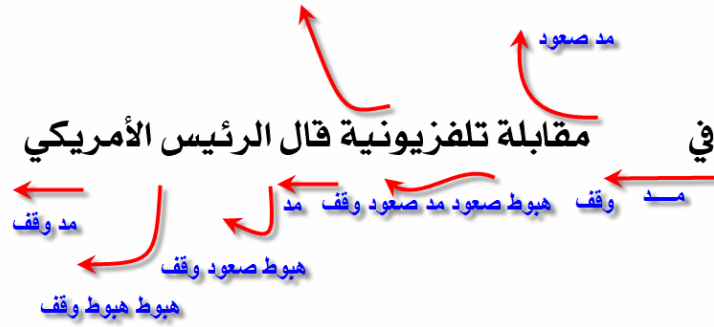 مد صعود
في مقابلة تلفزيونية قال الرئيس الأمريكي
مــــد وقف هبوط صعود مد صعود وقف مد مد وقف
هبوط صعود وقف
هبوط هبوط وقف